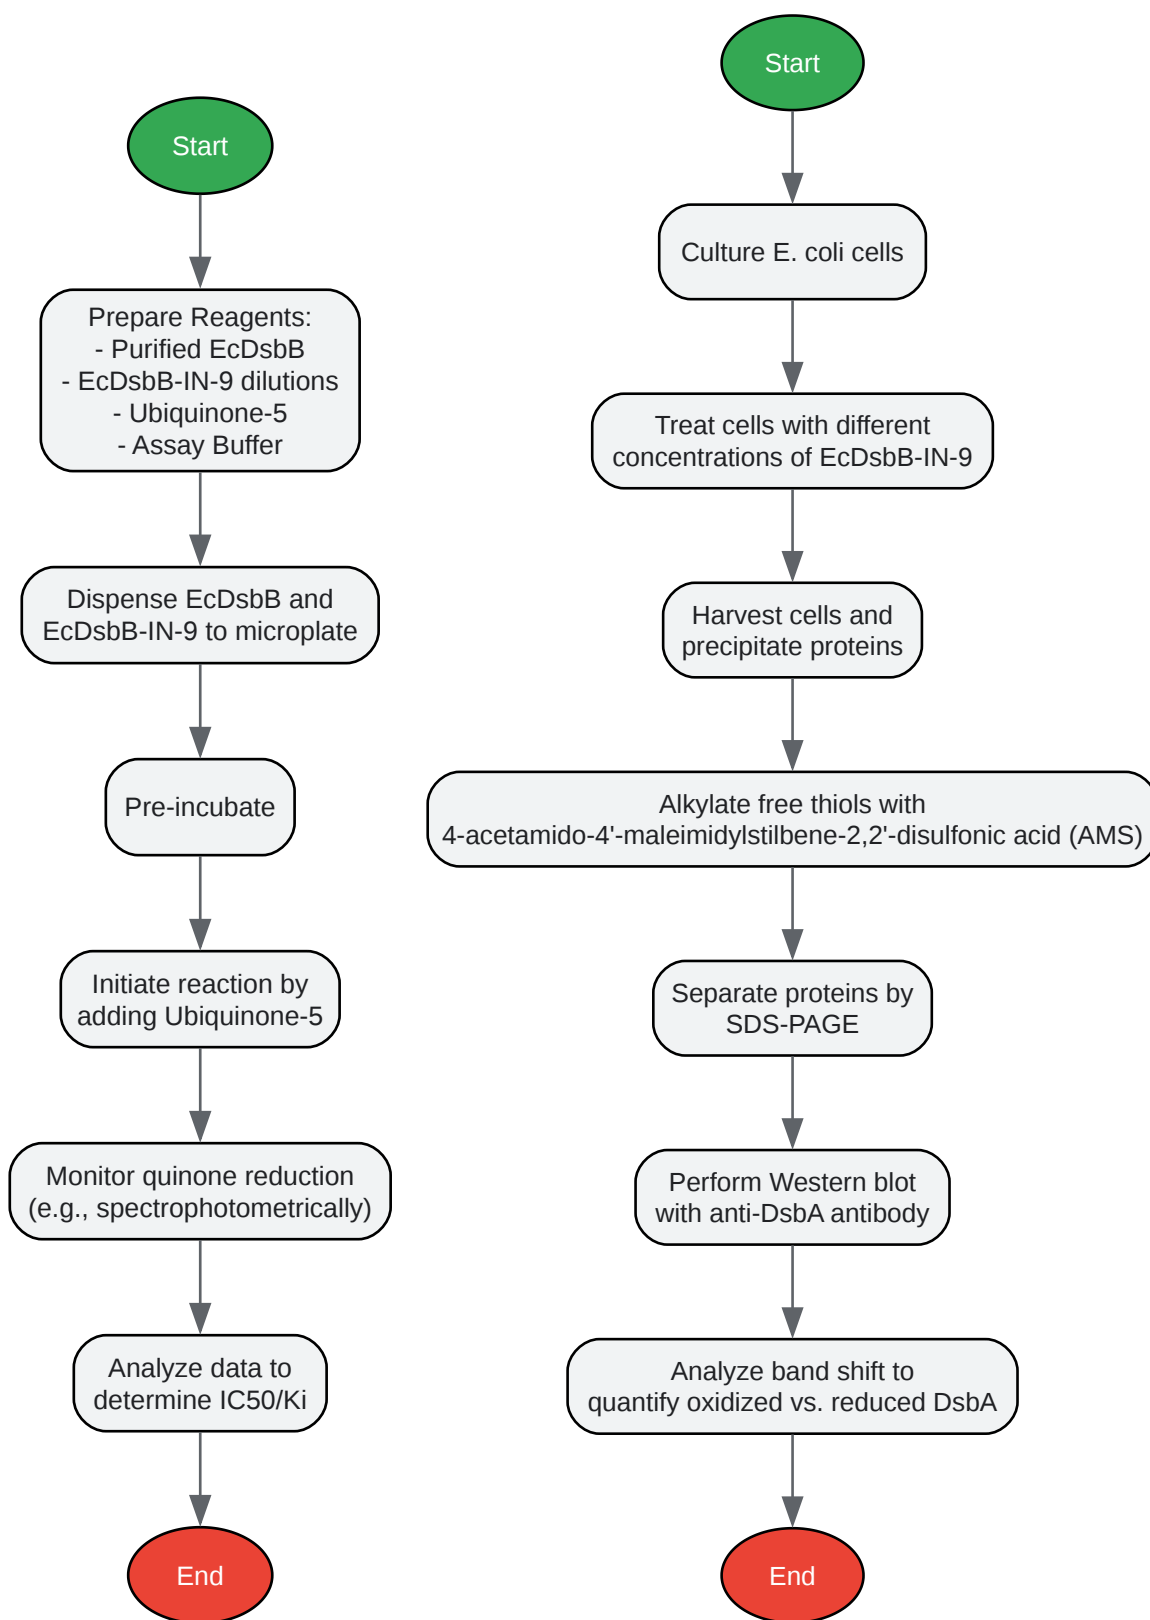 Start
Prepare Reagents:
- Purified EcDsbB
- EcDsbB-IN-9 dilutions
- Ubiquinone-5
- Assay Buffer
Dispense EcDsbB and
EcDsbB-IN-9 to microplate
Pre-incubate
Initiate reaction by
adding Ubiquinone-5
Monitor quinone reduction
(e.g., spectrophotometrically)
Analyze data to
determine IC50/Ki
End
Start
Culture E. coli cells
Treat cells with different
concentrations of EcDsbB-IN-9
Harvest cells and
precipitate proteins
Alkylate free thiols with
4-acetamido-4'-maleimidylstilbene-2,2'-disulfonic acid (AMS)
Separate proteins by
SDS-PAGE
Perform Western blot
with anti-DsbA antibody
Analyze band shift to
quantify oxidized vs. reduced DsbA
End